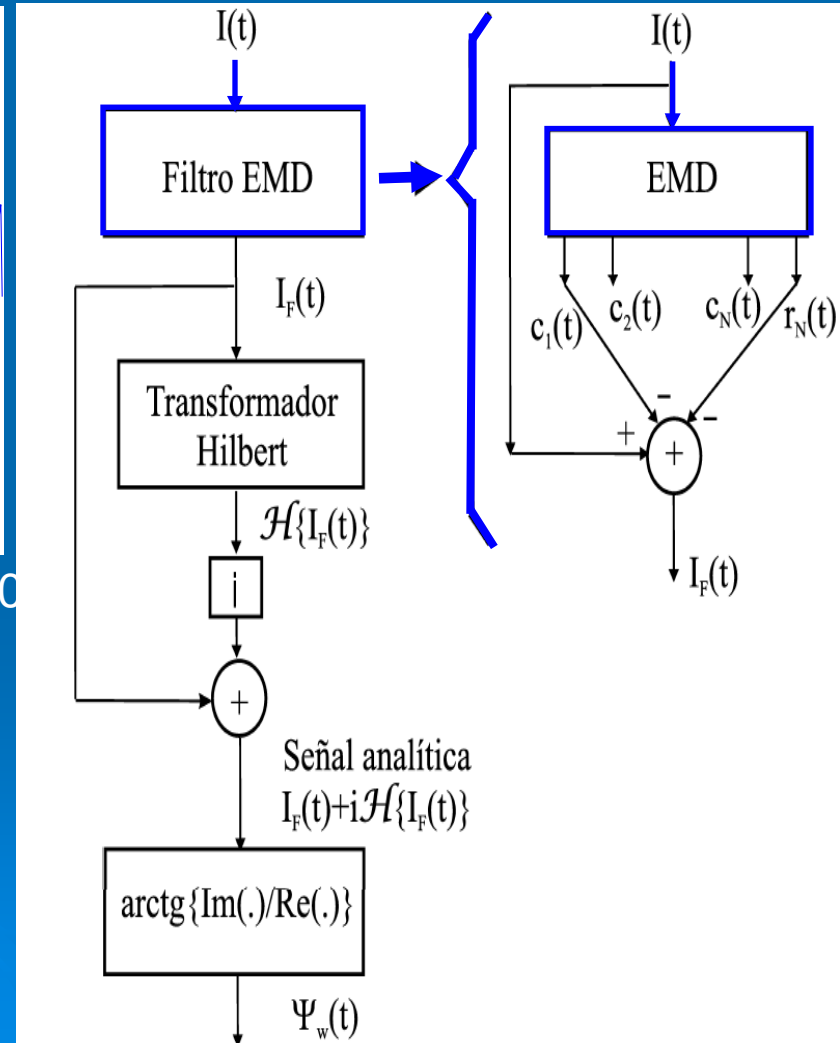 I(t)
Filtro EMD
I_F(t)
Transformador
Hilbert
ℋ{I_F(t)}
i
+
Señal analítica
I_F(t)+iℋ{I_F(t)}
arctg{Im(.)/Re(.)}
Ψ_w(t)
I(t)
EMD
c_1(t)
c_2(t)
c_N(t)
r_N(t)
−
−
+
+
I_F(t)